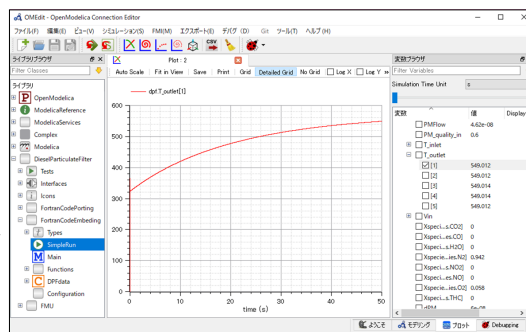 OMEdit - OpenModelica Connection Editor
ファイル(F) 編集(E) ビュー(V) シミュレーション(S) FMI(M) エクスポート(E) デバグ (D) Git ツール(T) ヘルプ (H)
CSV
ライブラリブラウザ
Filter Classes
ライブラリ
P OpenModelica
ModelicaReference
ModelicaServices
Complex
Modelica
DieselParticulateFilter
Tests
Interfaces
Icons
FortranCodePorting
FortranCodeEmbeding
Types
SimpleRun
M Main
Functions
C DPFdata
Configuration
FMU
Plot : 2
Auto Scale Fit in View Save Print Grid Detailed Grid No Grid Log X Log Y
dpf.T_outlet[1]
600
500
400
300
200
100
0
0 10 20 30 40 50
time (s)
変数ブラウザ
Filter Variables
Simulation Time Unit s
変数 値 Display
PMFlow 4.62e-08
PM_quality_in 0.6
T_inlet
T_outlet
[1] 549.012
[2] 549.012
[3] 549.014
[4] 549.014
[5] 549.012
Vin
Xspeci...s.CO2] 0
Xspeci...es.CO] 0
Xspeci...s.H2O] 0
Xspecie...ies.N2] 0.942
Xspeci...s.NO2] 0
Xspeci...es.NO] 0
Xspecie...ies.O2] 0.058
Xspeci...s.THC] 0
ようこそ モデリング プロット Debugging